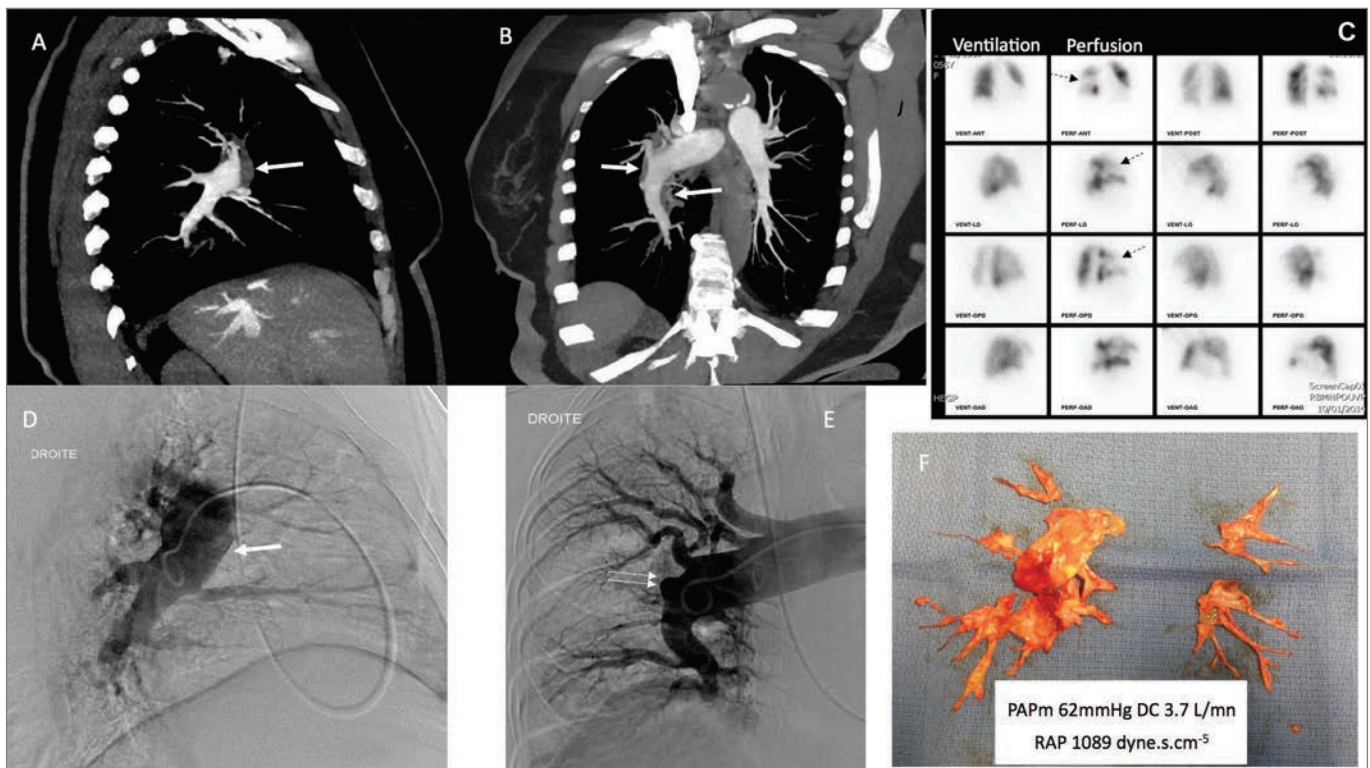 A
B
C
Ventilation Perfusion
F
VENT-ANT
PERF-ANT
VENT-POST
PERF-POST
VENT-LD
PERF-LD
VENT-LG
PERF-LG
VENT-OPD
PERF-OPD
VENT-OPG
PERF-OPG
VENT-OAD
PERF-OAD
VENT-OAG
PERF-OAG
HEGP
D
DROITE
DROITE
E
F
PAPm 62mmHg DC 3.7 L/mn
RAP 1089 dyne.s.cm-5